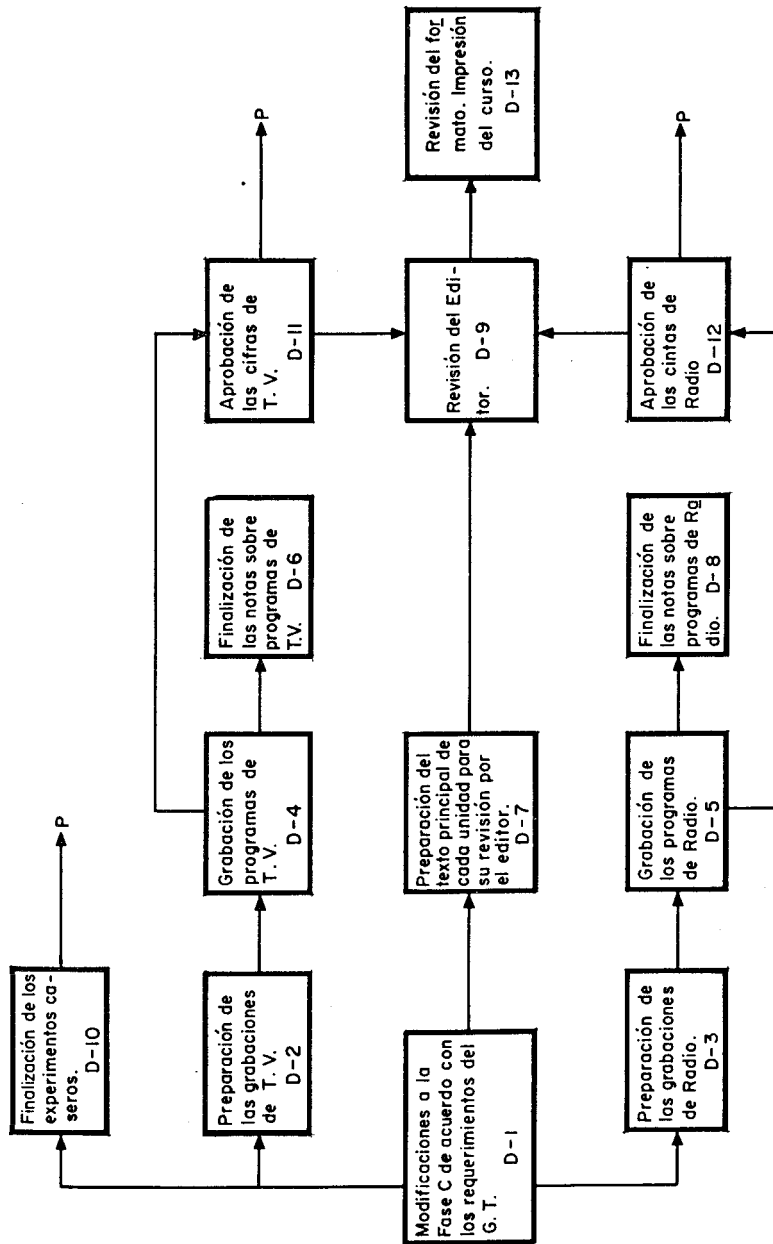 Finalización de los
experimentos ca-
seros.
D-10
P
Preparación de
las grabaciones
de T. V.
D-2
Grabación de los
programas de
T. V.
D-4
Finalización de
las notas sobre
programas de
T.V. D-6
Aprobación de
las cifras de
T. V.
D-11
P
Modificaciones a la
Fase C de acuerdo con
los requerimientos del
G. T.
D-1
Preparación del
texto principal de
cada unidad para
su revisión por
el editor.
D-7
Revisión del Edi-
tor. D-9
Revisión del for
mato. Impresión
del curso.
D-13
Preparación de
las grabaciones
de Radio.
D-3
Grabación de
los programas
de Radio.
D-5
Finalización de
las notas sobre
programas de Ra
dio. D-8
Aprobación de
las cintas de
Radio
D-12
P